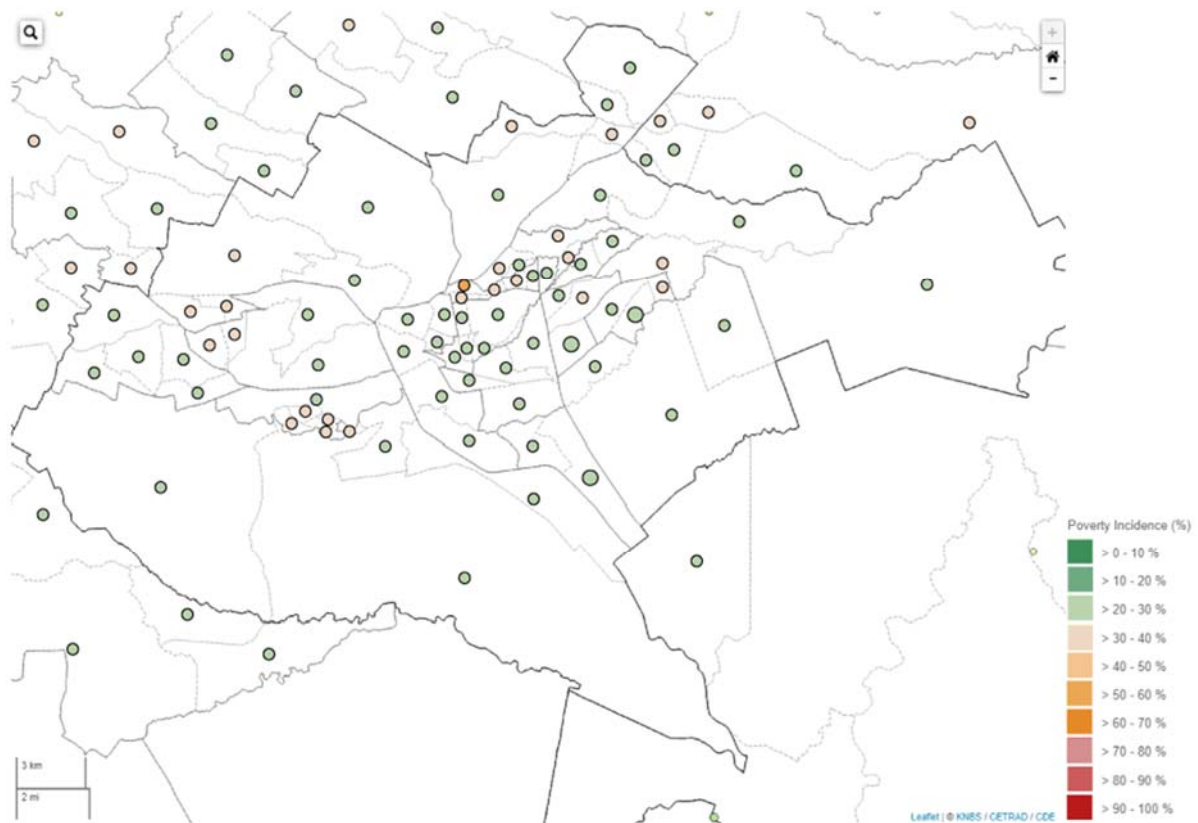 +
-
Poverty Incidence (%)
> 0 - 10 %
> 10 - 20 %
> 20 - 30 %
> 30 - 40 %
> 40 - 50 %
> 50 - 60 %
> 60 - 70 %
> 70 - 80 %
> 80 - 90 %
> 90 - 100 %
3 km
2 mi
Leaflet | © KNBS / CETRAD / CDE